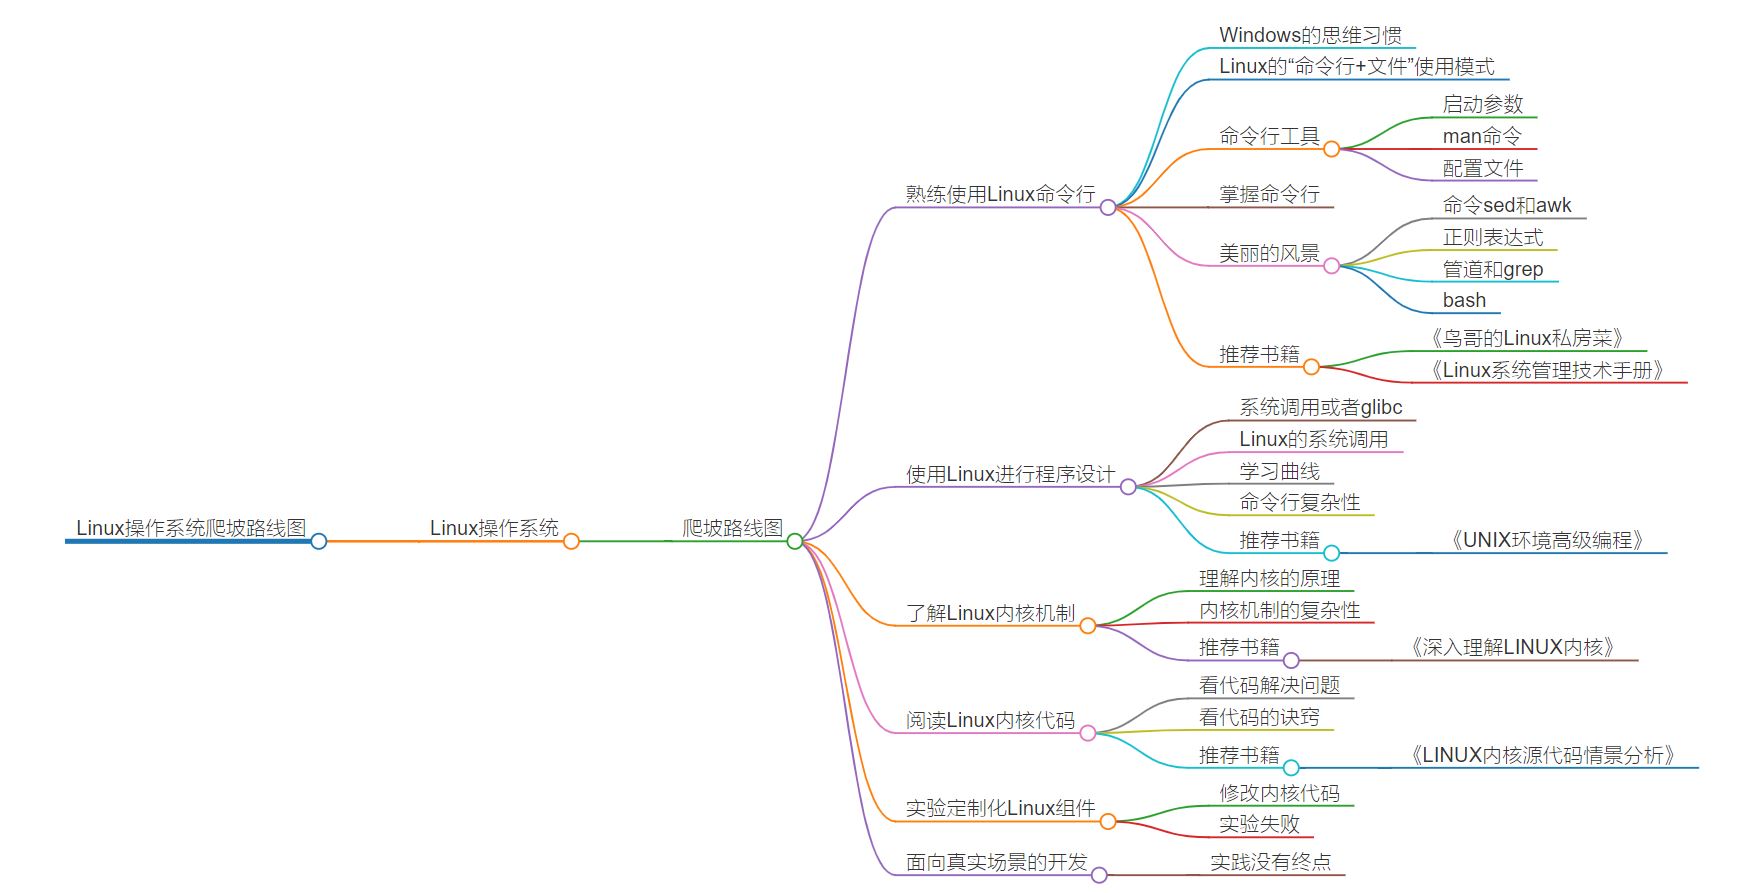 Linux操作系统爬坡路线图
Linux操作系统
爬坡路线图
熟练使用Linux命令行
Windows的思维习惯
Linux的“命令行+文件”使用模式
命令行工具
启动参数
man命令
配置文件
掌握命令行
美丽的风景
命令sed和awk
正则表达式
管道和grep
bash
推荐书籍
《鸟哥的Linux私房菜》
《Linux系统管理技术手册》
使用Linux进行程序设计
系统调用或者glibc
Linux的系统调用
学习曲线
命令行复杂性
推荐书籍
《UNIX环境高级编程》
了解Linux内核机制
理解内核的原理
内核机制的复杂性
推荐书籍
《深入理解LINUX内核》
阅读Linux内核代码
看代码解决问题
看代码的诀窍
推荐书籍
《LINUX内核源代码情景分析》
实验定制化Linux组件
修改内核代码
实验失败
面向真实场景的开发
实践没有终点